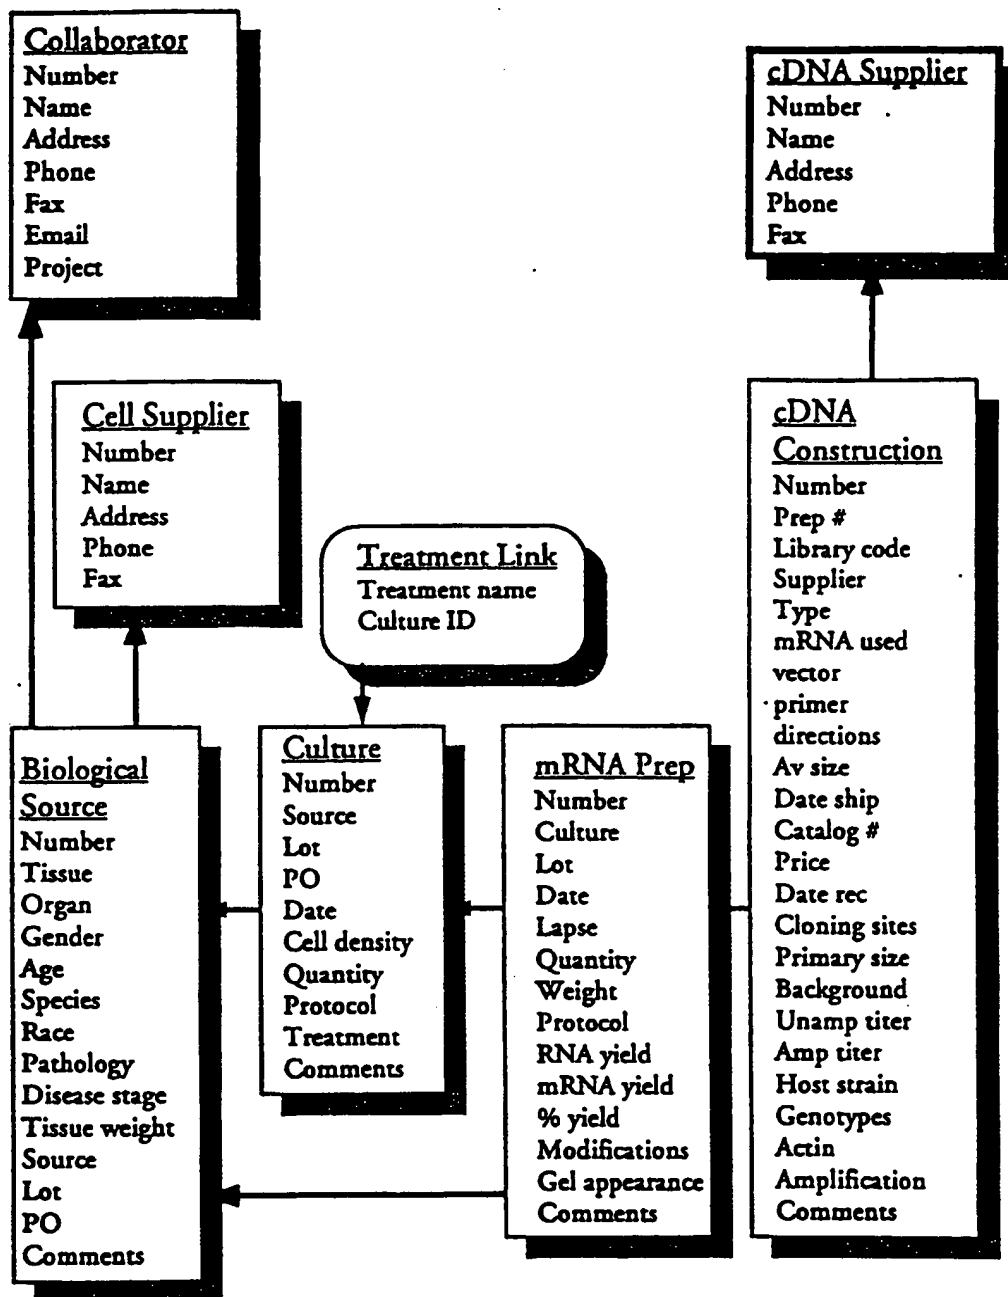 Collaborator
Number
Name
Address
Phone
Fax
Email
Project
cDNA Supplier
Number
Name
Address
Phone
Fax
Cell Supplier
Number
Name
Address
Phone
Fax
Treatment Link
Treatment name
Culture ID
Biological
Source
Number
Tissue
Organ
Gender
Age
Species
Race
Pathology
Disease stage
Tissue weight
Source
Lot
PO
Comments
Culture
Number
Source
Lot
PO
Date
Cell density
Quantity
Protocol
Treatment
Comments
mRNA Prep
Number
Culture
Lot
Date
Lapse
Quantity
Weight
Protocol
RNA yield
mRNA yield
% yield
Modifications
Gel appearance
Comments
cDNA
Construction
Number
Prep #
Library code
Supplier
Type
mRNA used
vector
primer
directions
Av size
Date ship
Catalog #
Price
Date rec
Cloning sites
Primary size
Background
Unamp titer
Amp titer
Host strain
Genotypes
Actin
Amplification
Comments